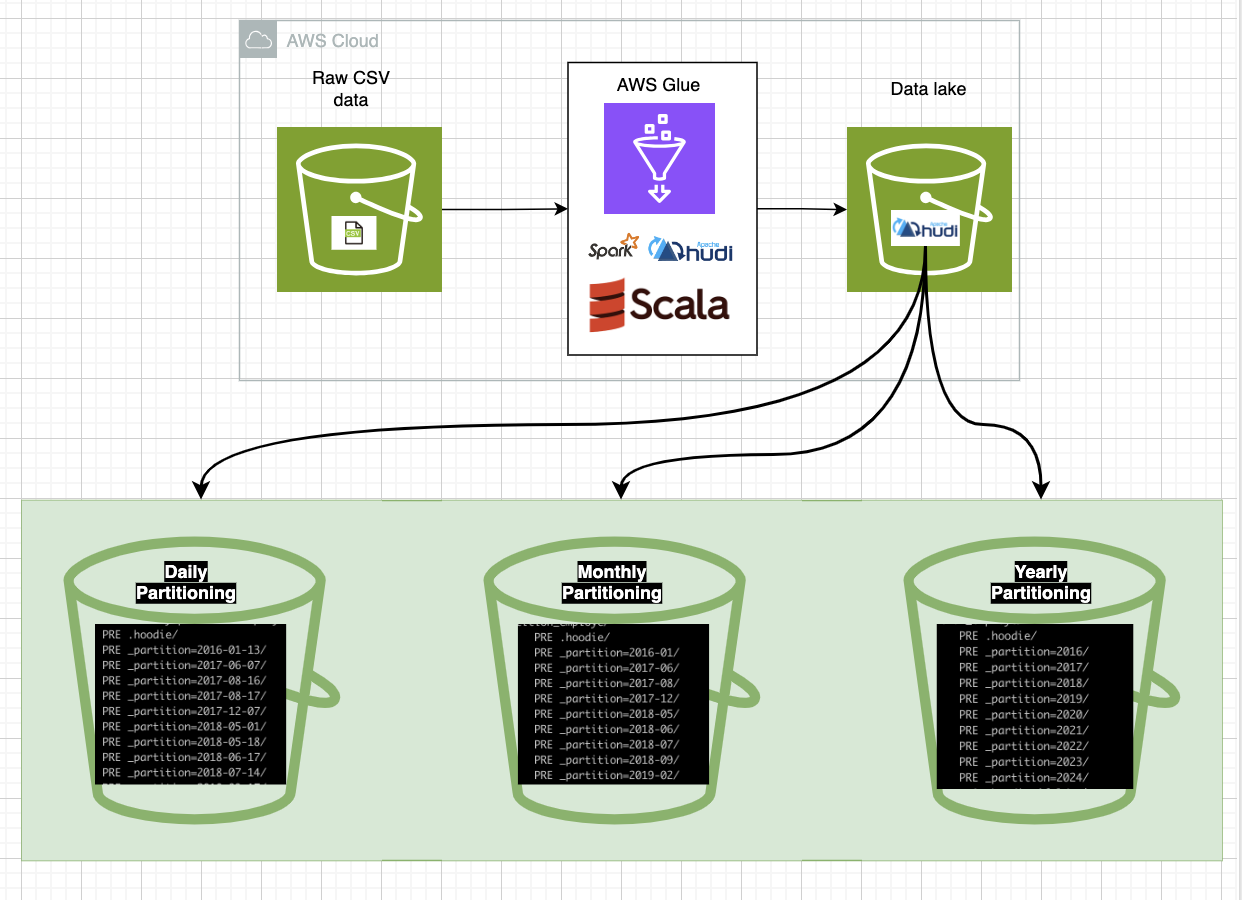 AWS Cloud
Raw CSV
data
CSV
AWS Glue
Spark
Apache
hudi
Scala
Data lake
Apache
hudi
Daily
Partitioning
PRE .hoodie/
PRE _partition=2016-01-13/
PRE _partition=2017-06-07/
PRE _partition=2017-08-16/
PRE _partition=2017-08-17/
PRE _partition=2017-12-07/
PRE _partition=2018-05-01/
PRE _partition=2018-05-18/
PRE _partition=2018-06-17/
PRE _partition=2018-07-14/
Monthly
Partitioning
PRE .hoodie/
PRE _partition=2016-01/
PRE _partition=2017-06/
PRE _partition=2017-08/
PRE _partition=2017-12/
PRE _partition=2018-05/
PRE _partition=2018-06/
PRE _partition=2018-07/
PRE _partition=2018-09/
PRE _partition=2019-02/
Yearly
Partitioning
PRE .hoodie/
PRE _partition=2016/
PRE _partition=2017/
PRE _partition=2018/
PRE _partition=2019/
PRE _partition=2020/
PRE _partition=2021/
PRE _partition=2022/
PRE _partition=2023/
PRE _partition=2024/